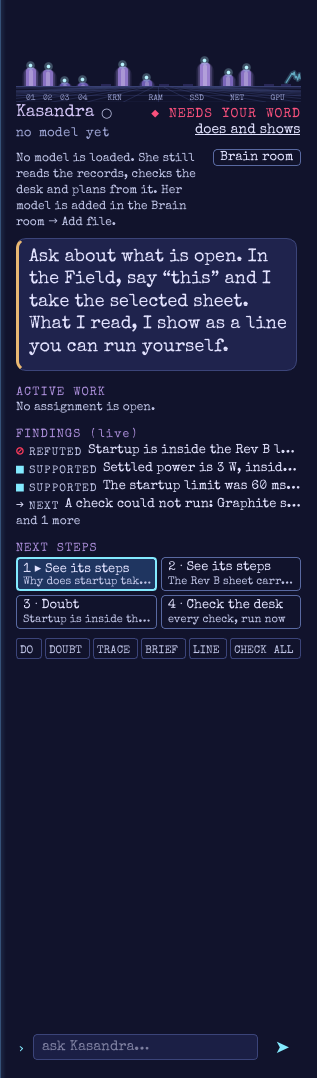 01 02 03 04 KRN RAM SSD NET GPU
Kasandra ◆ NEEDS YOUR WORD
no model yet does and shows
No model is loaded. She still Brain room
reads the records, checks the
desk and plans from it. Her
model is added in the Brain
room → Add file.
Ask about what is open. In
the Field, say “this” and I
take the selected sheet.
What I read, I show as a line
you can run yourself.
ACTIVE WORK
No assignment is open.
FINDINGS (live)
REFUTED Startup is inside the Rev B l...
SUPPORTED Settled power is 3 W, insid...
SUPPORTED The startup limit was 60 ms...
→ NEXT A check could not run: Graphite s...
and 1 more
NEXT STEPS
1 ▸ See its steps
Why does startup tak...
2 · See its steps
The Rev B sheet carr...
3 · Doubt
Startup is inside th...
4 · Check the desk
every check, run now
DO DOUBT TRACE BRIEF LINE CHECK ALL
› ask Kasandra...